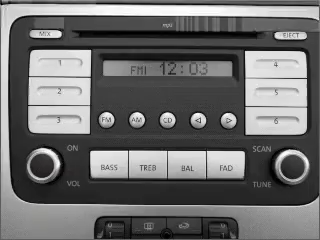 mp3
MIX
EJECT
FM1 12:03
1
4
2
5
3
FM
AM
CD
6
ON
BASS
TREB
BAL
FAD
SCAN
VOL
TUNE